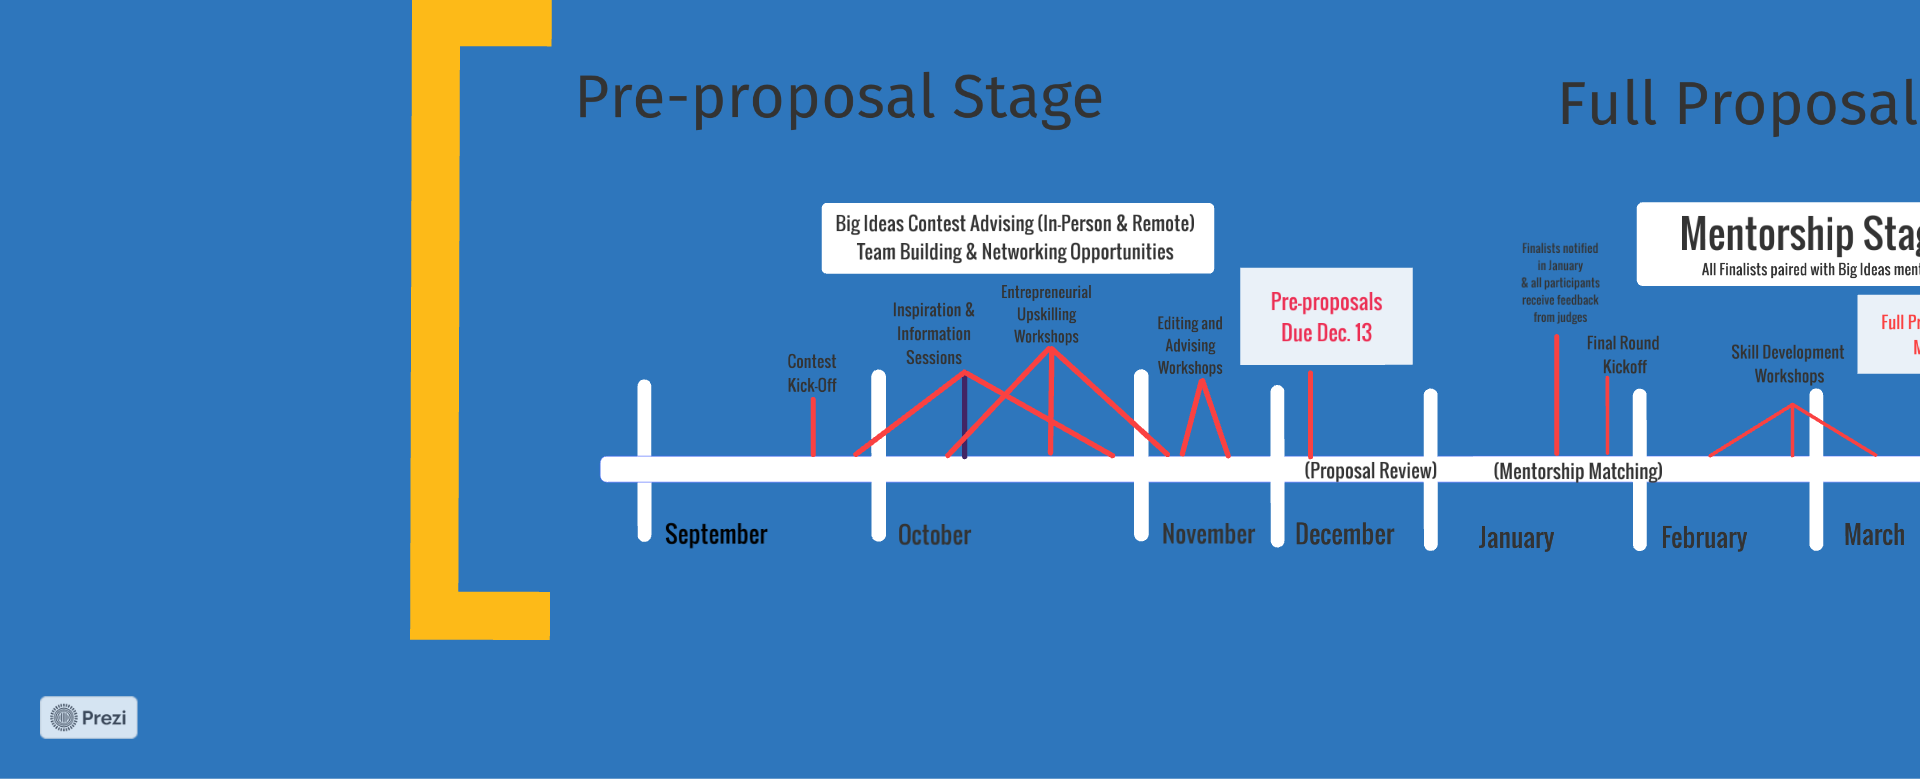 Pre-proposal Stage
Full Proposal
Big Ideas Contest Advising (In-Person & Remote)
Team Building & Networking Opportunities
Mentorship
All Finalists paired with Big Ideas
Finalists notified
in January
& all participants
receive feedback
from judges
Inspiration &
Information
Sessions
Entrepreneurial
Upskilling
Workshops
Editing and
Advising
Workshops
Pre-proposals
Due Dec. 13
Contest
Kick-Off
Final Round
Kickoff
Skill Development
Workshops
Full
(Proposal Review)
(Mentorship Matching)
September
October
November
December
January
February
March
Prezi